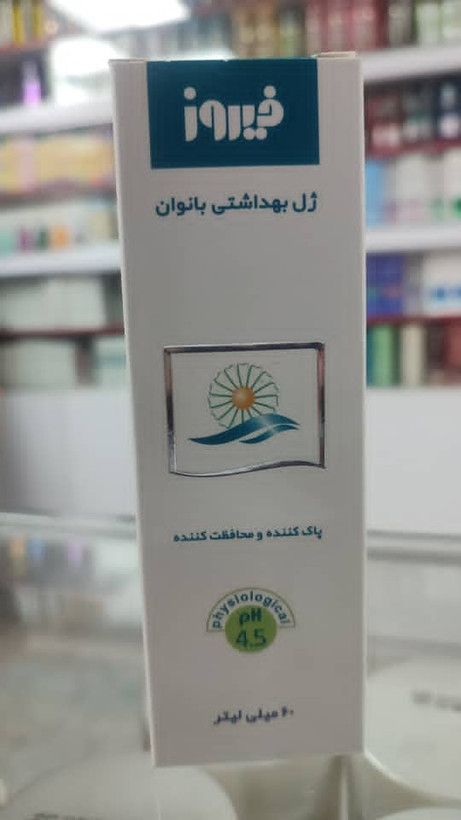 فیروز
ژل بهداشتی بانوان
پاک کننده و محافظت کننده
physiological
pH
4.5
۶۰ میلی لیتر